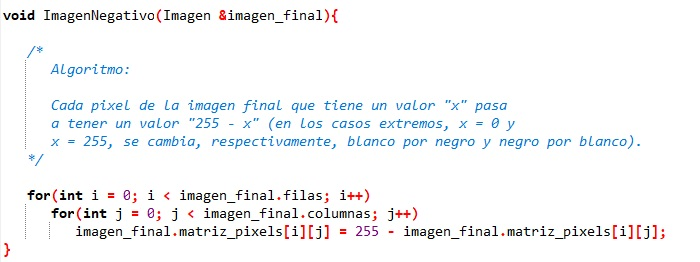 void ImagenNegativo(Imagen &imagen_final){
/*
Algoritmo:
Cada pixel de la imagen final que tiene un valor "x" pasa
a tener un valor "255 - x" (en los casos extremos, x = 0 y
x = 255, se cambia, respectivamente, blanco por negro y negro por blanco).
*/
for(int i = 0; i < imagen_final.filas; i++)
for(int j = 0; j < imagen_final.columnas; j++)
imagen_final.matriz_pixels[i][j] = 255 - imagen_final.matriz_pixels[i][j];
}